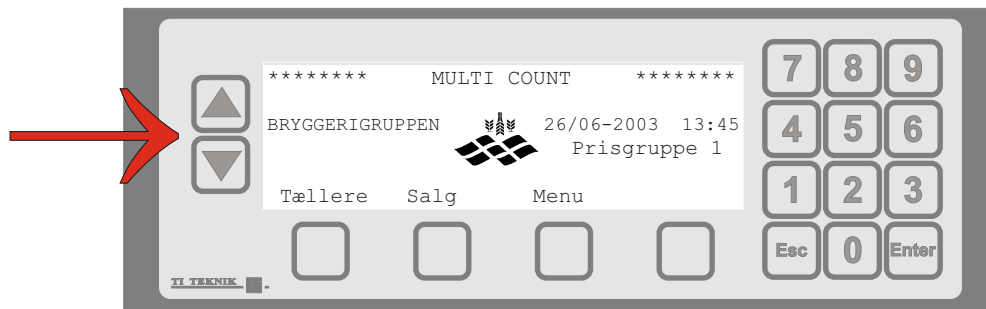 ******** MULTI COUNT ********
BRYGGERIGRUPPEN 26/06-2003 13:45
Prisgruppe 1
Tællere Salg Menu
7 8 9
4 5 6
1 2 3
Esc 0 Enter
TI TEKNIK